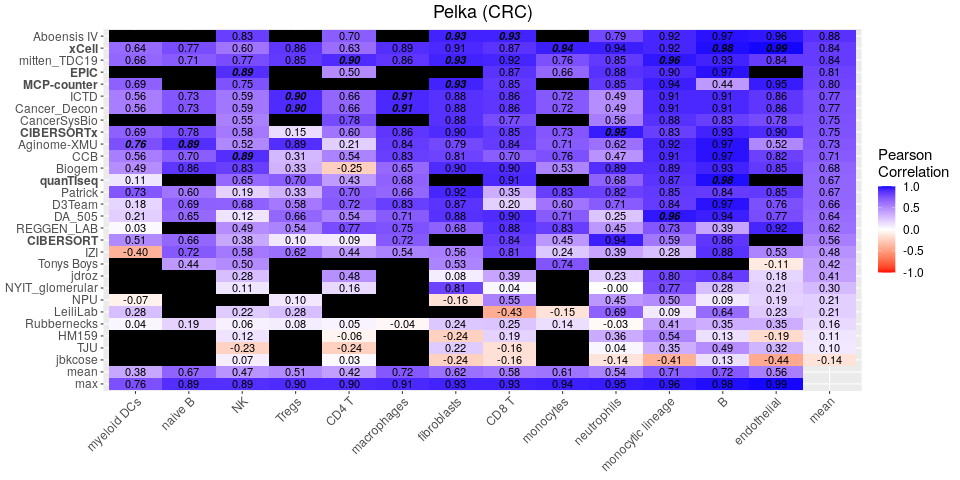 Pelka (CRC)
Aboensis IV 0.83 0.70 0.93 0.93 0.79 0.92 0.97 0.96 0.88
xCell 0.64 0.77 0.60 0.86 0.63 0.89 0.91 0.87 0.94 0.94 0.92 0.98 0.99 0.84
mitten_TDC19 0.66 0.71 0.77 0.85 0.90 0.86 0.93 0.92 0.76 0.85 0.96 0.93 0.84 0.84
EPIC 0.89 0.50 0.87 0.66 0.88 0.90 0.97 0.81
MCP-counter 0.69 0.75 0.93 0.85 0.85 0.94 0.44 0.95 0.80
ICTD 0.56 0.73 0.59 0.90 0.66 0.91 0.88 0.86 0.72 0.49 0.91 0.91 0.86 0.77
Cancer_Decon 0.56 0.73 0.59 0.90 0.66 0.91 0.88 0.86 0.72 0.49 0.91 0.91 0.86 0.77
CancerSysBio 0.55 0.78 0.88 0.77 0.56 0.88 0.83 0.78 0.75
CIBERSORTx 0.69 0.78 0.58 0.15 0.60 0.86 0.90 0.85 0.73 0.95 0.83 0.93 0.90 0.75
Aginome-XMU 0.76 0.89 0.52 0.89 0.21 0.84 0.79 0.84 0.71 0.62 0.92 0.97 0.52 0.73
CCB 0.56 0.70 0.89 0.31 0.54 0.83 0.81 0.70 0.76 0.47 0.91 0.97 0.82 0.71
Biogem 0.49 0.86 0.83 0.33 -0.25 0.65 0.90 0.90 0.53 0.89 0.89 0.93 0.85 0.68
quanTIseq 0.11 0.65 0.70 0.43 0.68 0.91 0.68 0.87 0.98 0.67
Patrick 0.73 0.60 0.19 0.33 0.70 0.66 0.92 0.35 0.83 0.82 0.85 0.84 0.85 0.67
D3Team 0.18 0.69 0.68 0.58 0.72 0.83 0.87 0.20 0.60 0.71 0.84 0.97 0.76 0.66
DA_505 0.21 0.65 0.12 0.66 0.54 0.71 0.88 0.90 0.71 0.25 0.96 0.94 0.77 0.64
REGGEN_LAB 0.03 0.49 0.54 0.77 0.75 0.68 0.88 0.83 0.45 0.73 0.39 0.92 0.62
CIBERSORT 0.51 0.66 0.38 0.10 0.09 0.72 0.84 0.45 0.94 0.59 0.86 0.56
IZI -0.40 0.72 0.58 0.62 0.44 0.54 0.56 0.81 0.24 0.39 0.28 0.88 0.53 0.48
Tonys Boys 0.44 0.50 0.53 0.74 -0.11 0.42
jdroz 0.28 0.48 0.08 0.39 0.23 0.80 0.84 0.18 0.41
NYIT_glomerular 0.11 0.16 0.81 0.04 -0.00 0.77 0.28 0.21 0.30
NPU -0.07 0.10 -0.16 0.55 0.45 0.50 0.09 0.19 0.21
LeiliLab 0.28 0.22 0.28 -0.43 -0.15 0.69 0.09 0.64 0.23 0.21
Rubbernecks 0.04 0.19 0.06 0.08 0.05 -0.04 0.24 0.25 0.14 -0.03 0.41 0.35 0.35 0.16
HM159 0.12 -0.06 -0.24 0.19 0.36 0.54 0.13 -0.19 0.11
TJU -0.23 -0.24 0.22 -0.16 0.04 0.35 0.49 0.32 0.10
jbkcose 0.07 0.03 -0.24 -0.16 -0.14 -0.41 0.13 -0.44 -0.14
mean 0.38 0.67 0.47 0.51 0.42 0.72 0.62 0.58 0.61 0.54 0.71 0.72 0.56
max 0.76 0.89 0.89 0.90 0.90 0.91 0.93 0.93 0.94 0.95 0.96 0.98 0.99
myeloid DCs naive B NK Tregs CD4 T macrophages fibroblasts CD8 T monocytes neutrophils monocytic lineage B endothelial mean
Pearson
Correlation
1.0
0.5
0.0
-0.5
-1.0